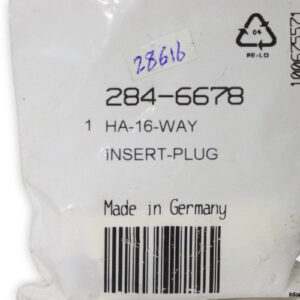 28616
04
PE-LD
284-6678
1 HA-16-WAY
iNSERT-PLUG
Made in Germany